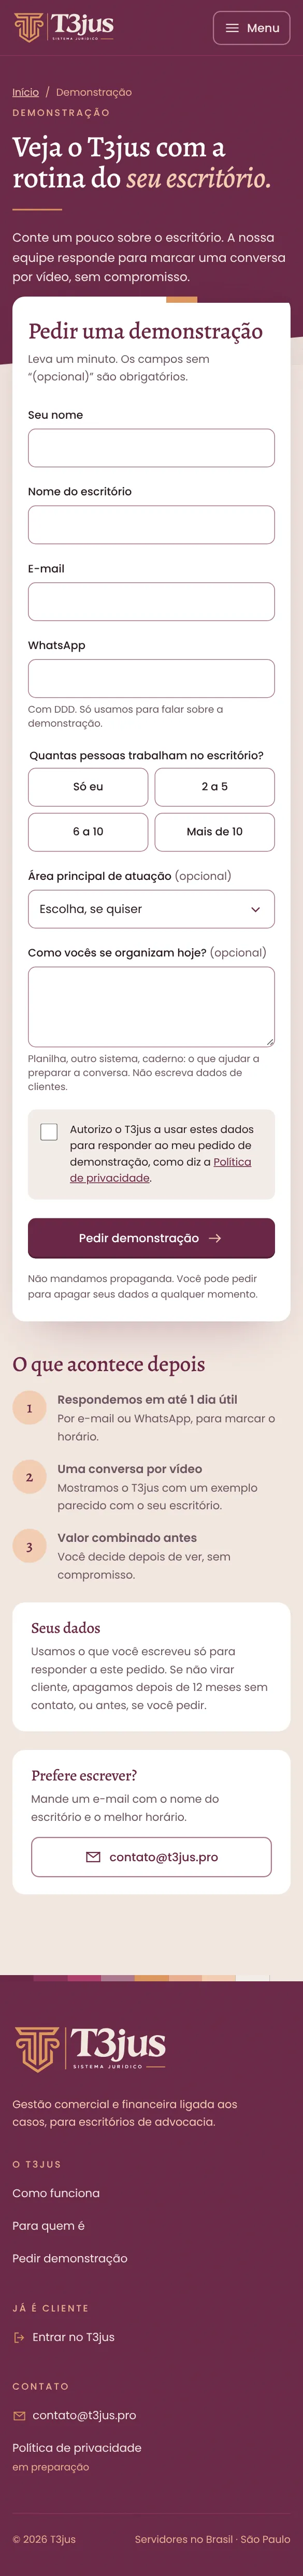 T3jus
SISTEMA JURÍDICO
Menu
Início / Demonstração
DEMONSTRAÇÃO
Veja o T3jus com a
rotina do seu escritório.
Conte um pouco sobre o escritório. A nossa
equipe responde para marcar uma conversa
por vídeo, sem compromisso.
Pedir uma demonstração
Leva um minuto. Os campos sem
“(opcional)” são obrigatórios.
Seu nome
Nome do escritório
E-mail
WhatsApp
Com DDD. Só usamos para falar sobre a
demonstração.
Quantas pessoas trabalham no escritório?
Só eu
2 a 5
6 a 10
Mais de 10
Área principal de atuação (opcional)
Escolha, se quiser
Como vocês se organizam hoje? (opcional)
Planilha, outro sistema, caderno: o que ajudar a
preparar a conversa. Não escreva dados de
clientes.
Autorizo o T3jus a usar estes dados
para responder ao meu pedido de
demonstração, como diz a Política
de privacidade.
Pedir demonstração
Não mandamos propaganda. Você pode pedir
para apagar seus dados a qualquer momento.
O que acontece depois
1
Respondemos em até 1 dia útil
Por e-mail ou WhatsApp, para marcar o
horário.
2
Uma conversa por vídeo
Mostramos o T3jus com um exemplo
parecido com o seu escritório.
3
Valor combinado antes
Você decide depois de ver, sem
compromisso.
Seus dados
Usamos o que você escreveu só para
responder a este pedido. Se não virar
cliente, apagamos depois de 12 meses sem
contato, ou antes, se você pedir.
Prefere escrever?
Mande um e-mail com o nome do
escritório e o melhor horário.
contato@t3jus.pro
T3jus
SISTEMA JURÍDICO
Gestão comercial e financeira ligada aos
casos, para escritórios de advocacia.
O T3JUS
Como funciona
Para quem é
Pedir demonstração
JÁ É CLIENTE
Entrar no T3jus
CONTATO
contato@t3jus.pro
Política de privacidade
em preparação
© 2026 T3jus
Servidores no Brasil · São Paulo